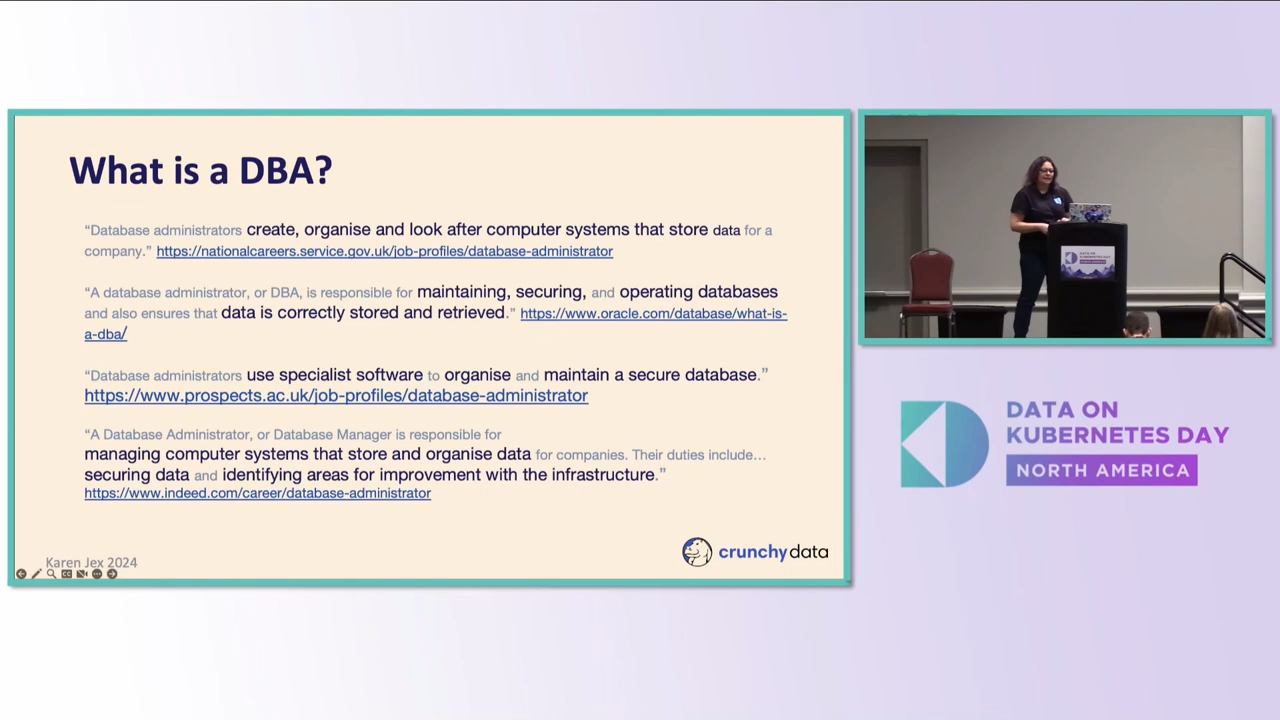 What is a DBA?
“Database administrators create, organise and look after computer systems that store data for a
company.” https://nationalcareers.service.gov.uk/job-profiles/database-administrator
“A database administrator, or DBA, is responsible for maintaining, securing, and operating databases
and also ensures that data is correctly stored and retrieved.” https://www.oracle.com/database/what-is-
a-dba/
“Database administrators use specialist software to organise and maintain a secure database.”
https://www.prospects.ac.uk/job-profiles/database-administrator
“A Database Administrator, or Database Manager is responsible for
managing computer systems that store and organise data for companies. Their duties include…
securing data and identifying areas for improvement with the infrastructure.”
https://www.indeed.com/career/database-administrator
Karen Jex 2024
crunchydata
DATA ON
KUBERNETES DAY
NORTH AMERICA
DATA ON
KUBERNETES DAY
NORTH AMERICA